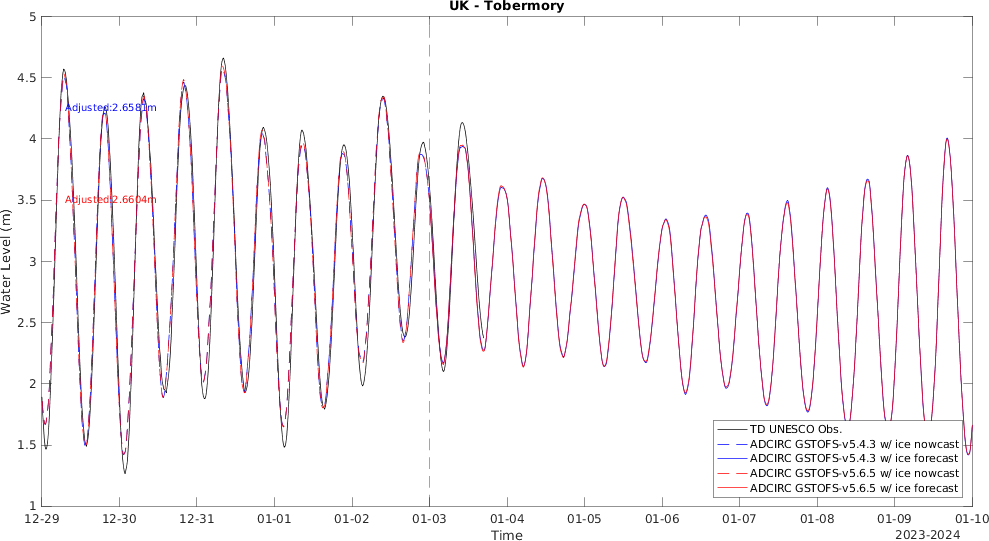 UK - Tobermory
5
4.5
4
3.5
3
2.5
2
1.5
1
Water Level (m)
Adjusted:2.6581m
Adjusted:2.6604m
TD UNESCO Obs.
ADCIRC GSTOFS-v5.4.3 w/ ice nowcast
ADCIRC GSTOFS-v5.4.3 w/ ice forecast
ADCIRC GSTOFS-v5.6.5 w/ ice nowcast
ADCIRC GSTOFS-v5.6.5 w/ ice forecast
12-29 12-30 12-31 01-01 01-02 01-03 01-04 01-05 01-06 01-07 01-08 01-09 01-10
Time
2023-2024